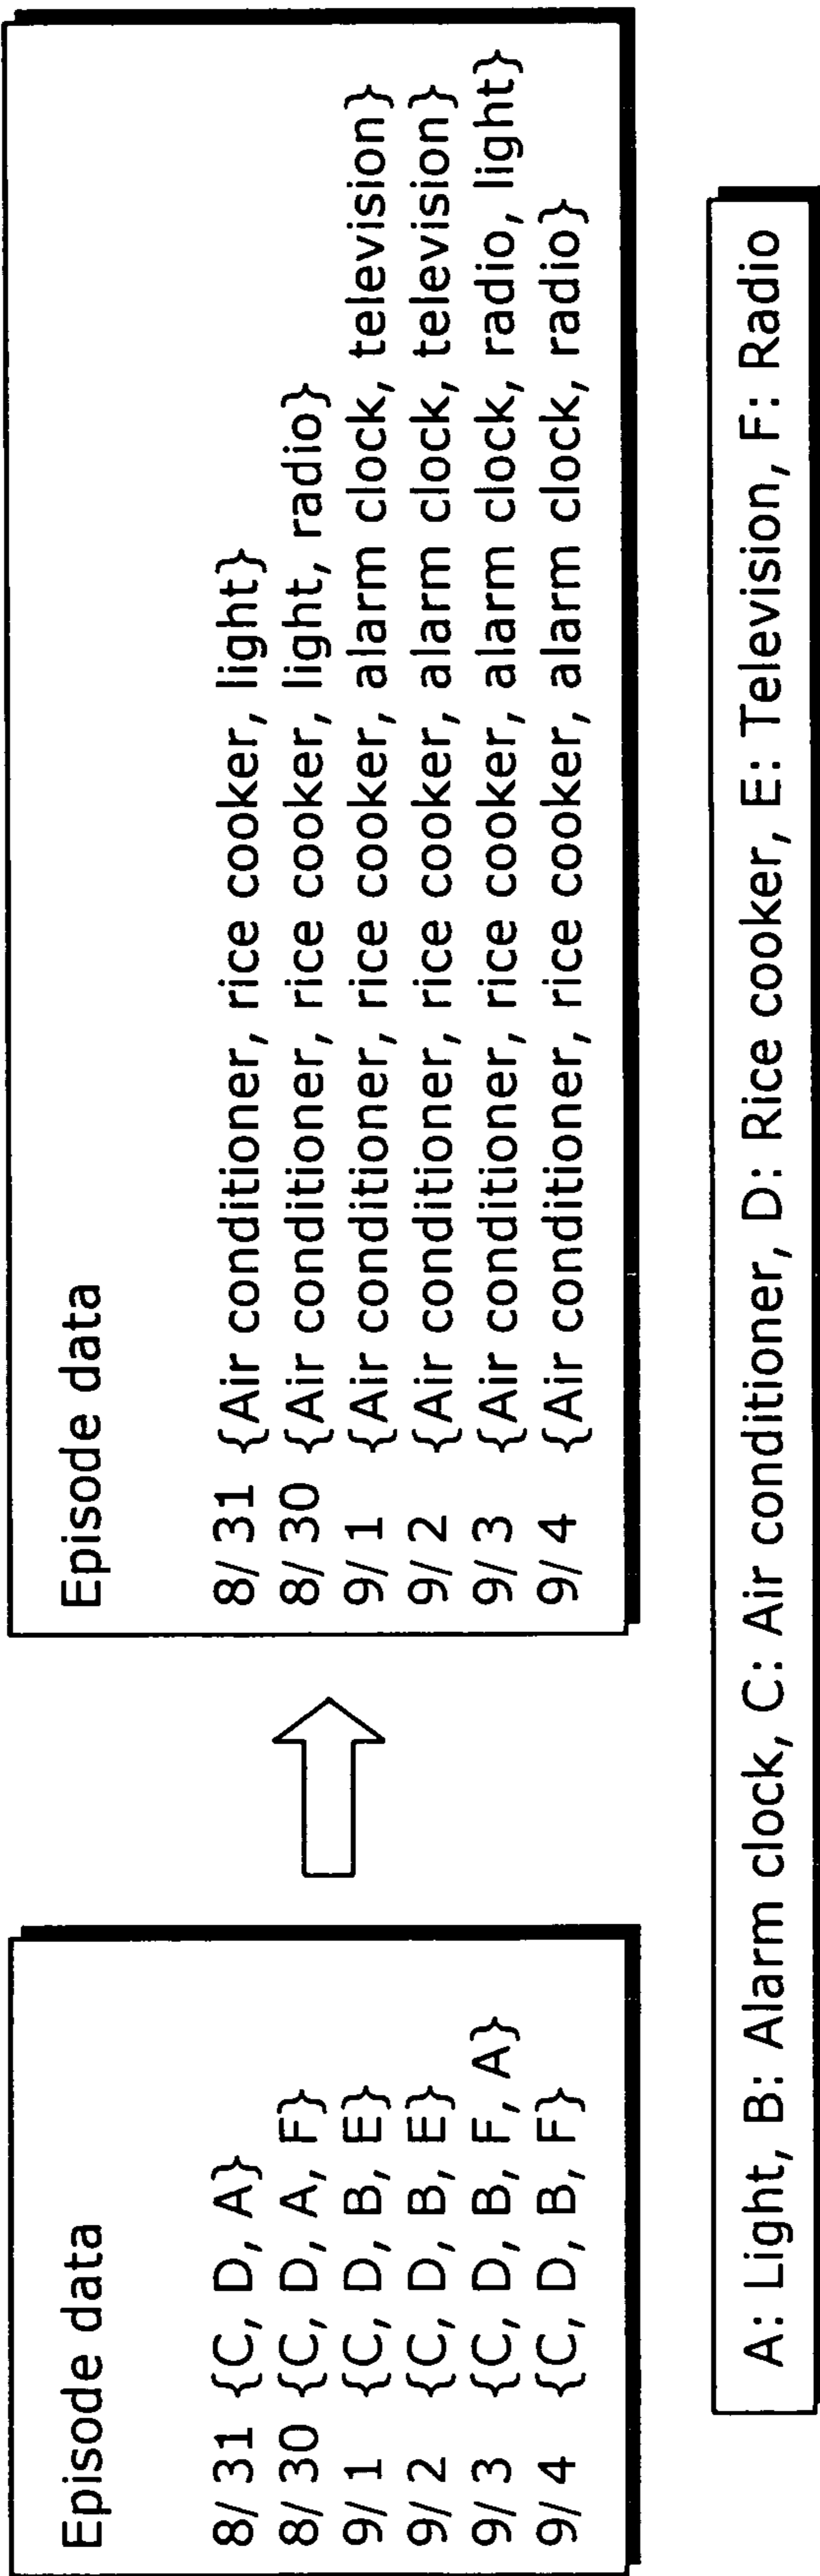 Episode data
8/31 {C, D, A}
8/30 {C, D, A, F}
9/1 {C, D, B, E}
9/2 {C, D, B, E}
9/3 {C, D, B, F, A}
9/4 {C, D, B, F}
Episode data
8/31 {Air conditioner, rice cooker, light}
8/30 {Air conditioner, rice cooker, light, radio}
9/1 {Air conditioner, rice cooker, alarm clock, television}
9/2 {Air conditioner, rice cooker, alarm clock, television}
9/3 {Air conditioner, rice cooker, alarm clock, radio, light}
9/4 {Air conditioner, rice cooker, alarm clock, radio}
A: Light, B: Alarm clock, C: Air conditioner, D: Rice cooker, E: Television, F: Radio